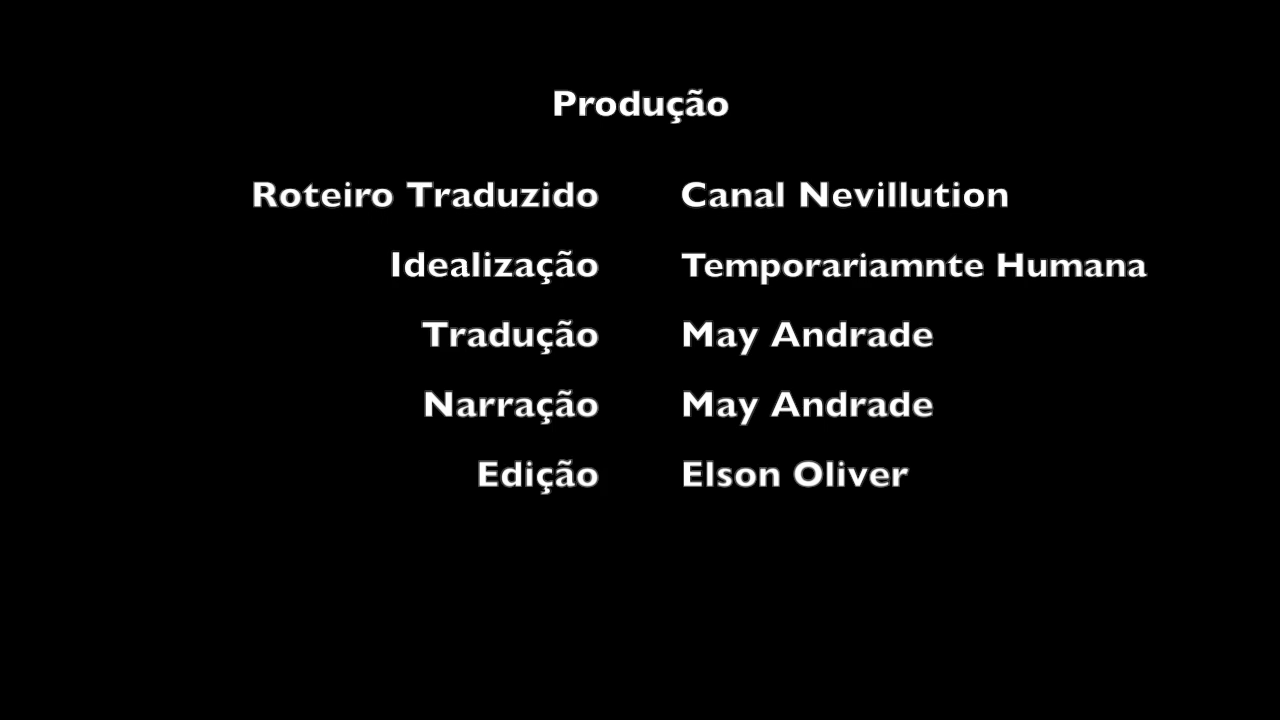 Produção
Roteiro Traduzido Canal Nevillution
Idealização Temporariamnte Humana
Tradução May Andrade
Narração May Andrade
Edição Elson Oliver